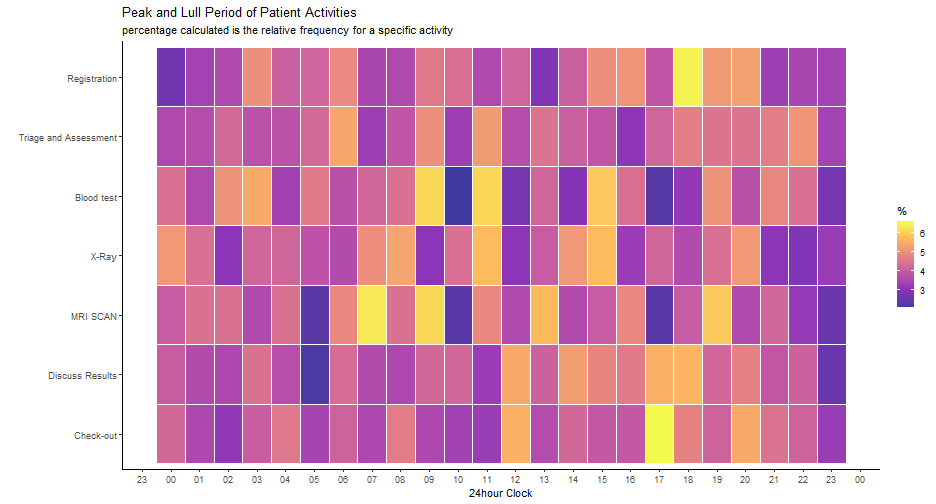 Peak and Lull Period of Patient Activities
percentage calculated is the relative frequency for a specific activity
Registration
Triage and Assessment
Blood test
X-Ray
MRI SCAN
Discuss Results
Check-out
23 00 01 02 03 04 05 06 07 08 09 10 11 12 13 14 15 16 17 18 19 20 21 22 23 00
24hour Clock
%
6
5
4
3